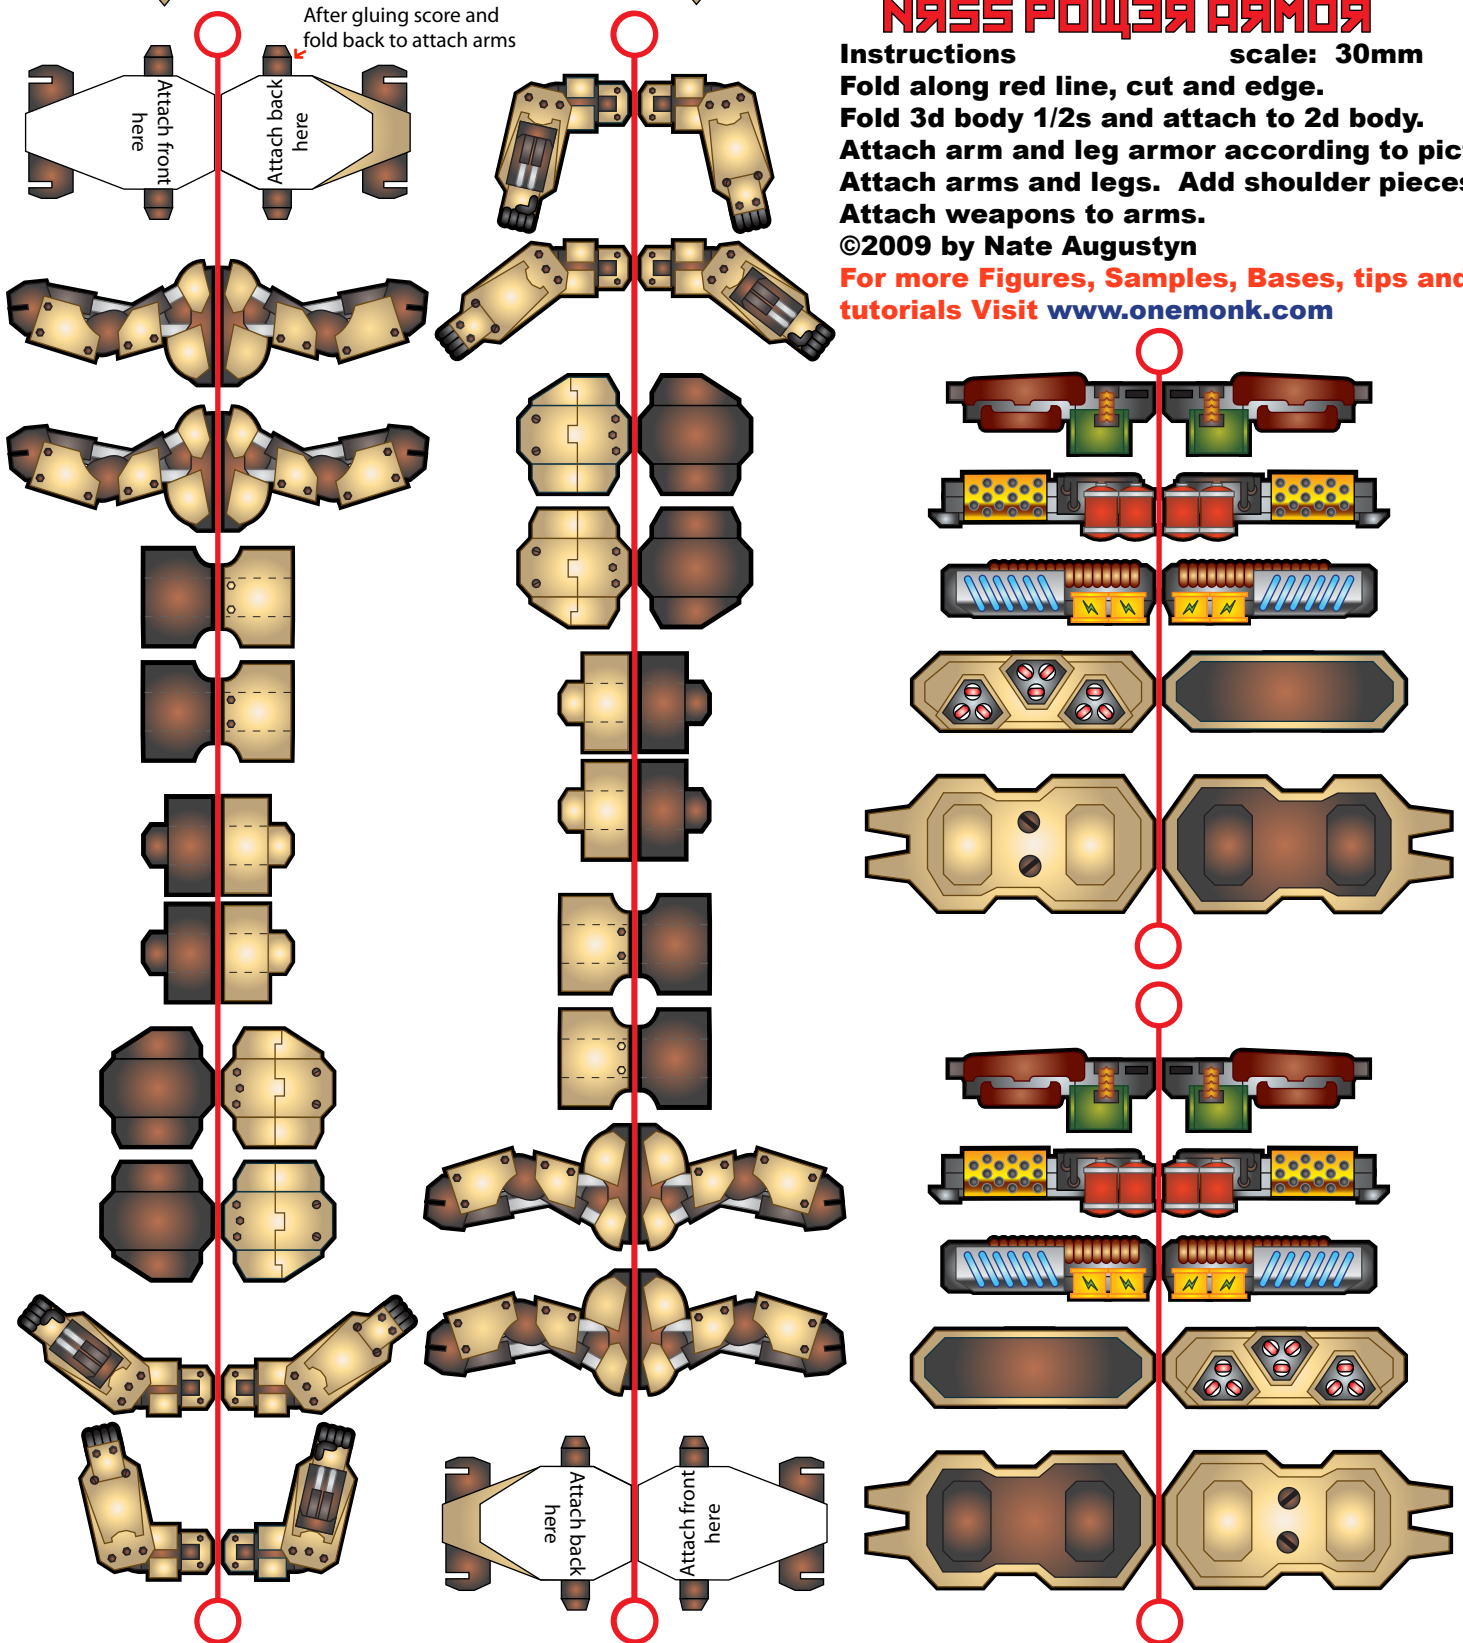 After gluing score and
fold back to attach arms
Attach front
here
Attach back
here
NЯSS POЩƎЯ AЯMOЯ
Instructions scale: 30mm
Fold along red line, cut and edge.
Fold 3d body 1/2s and attach to 2d body.
Attach arm and leg armor according to pic
Attach arms and legs. Add shoulder pieces
Attach weapons to arms.
©2009 by Nate Augustyn
For more Figures, Samples, Bases, tips and
tutorials Visit www.onemonk.com
Attach back
here
Attach front
here